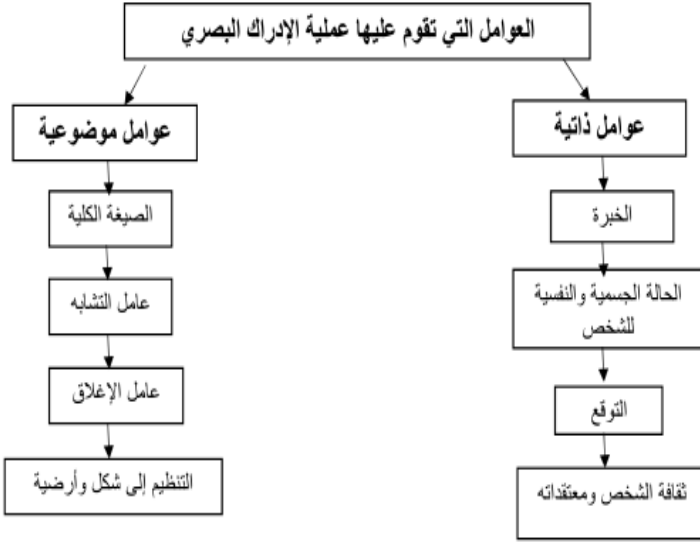 العوامل التي تقوم عليها عملية الإدراك البصري
عوامل ذاتية
الخبرة
الحالة الجسمية والنفسية
للشخص
التوقع
ثقافة الشخص ومعتقداته
عوامل موضوعية
الصيغة الكلية
عامل التشابه
عامل الإغلاق
التنظيم إلى شكل وأرضية